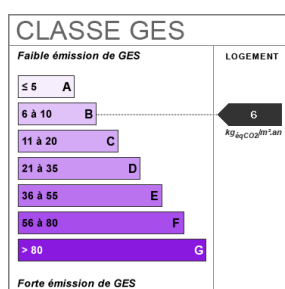 CLASSE GES
Faible émission de GES
LOGEMENT
≤ 5 A
6 à 10 B
6
kgéqCO2/m².an
11 à 20 C
21 à 35 D
36 à 55 E
56 à 80 F
> 80 G
Forte émission de GES